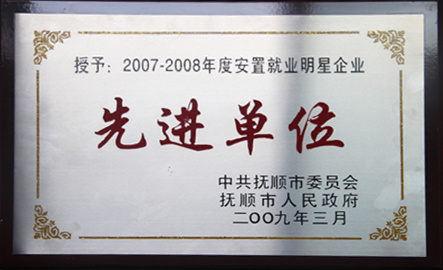 授予：2007-2008年度安置就业明星企业
先进单位
中共抚顺市委员会
抚顺市人民政府
二〇〇九年三月